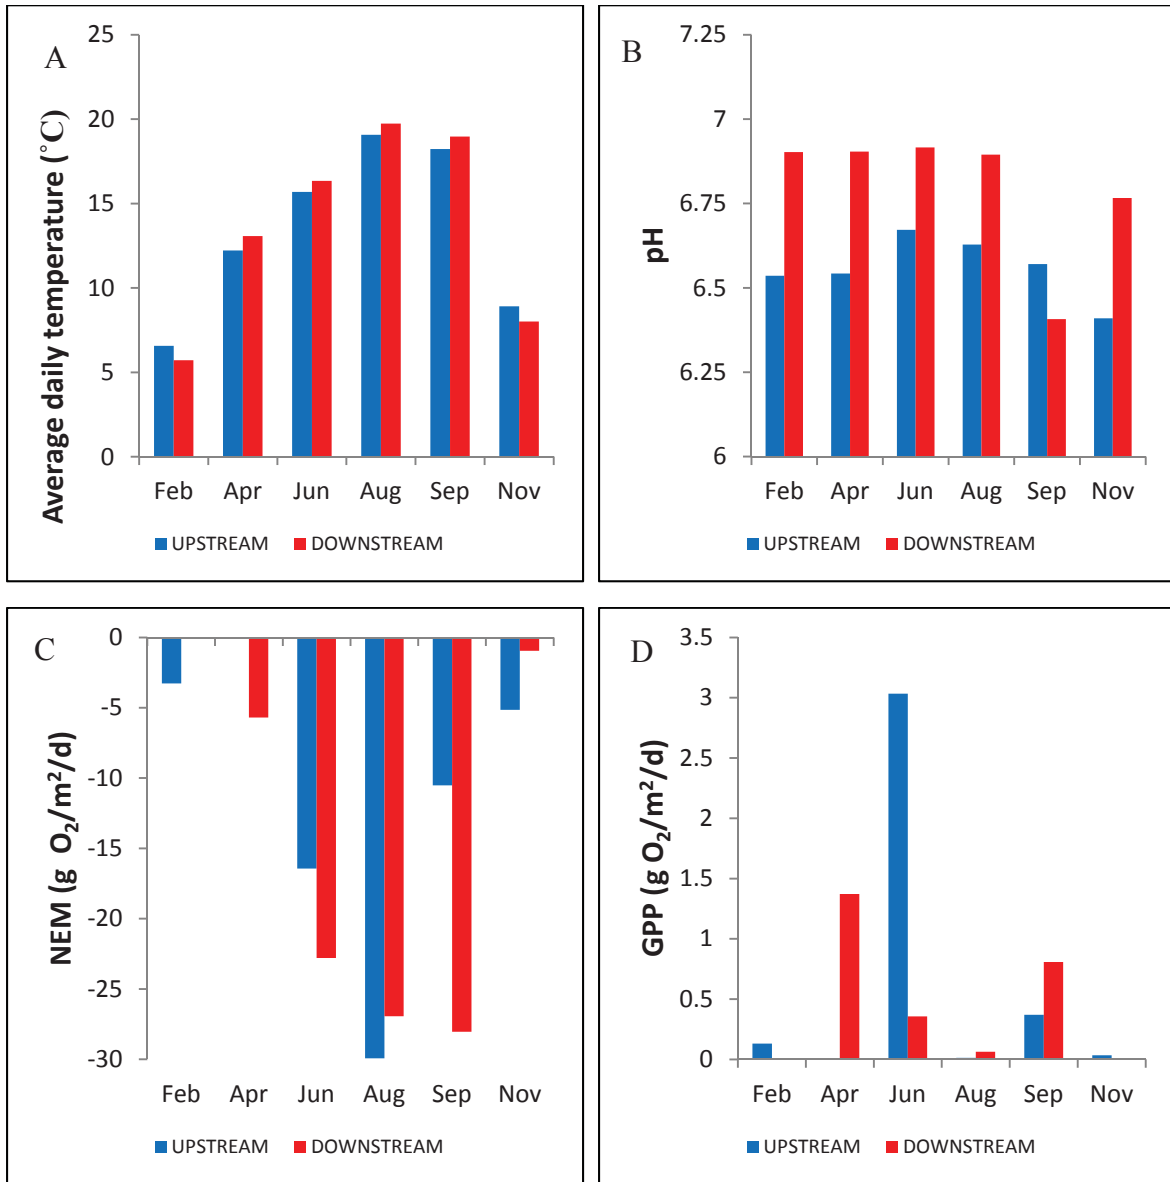 A
Average daily temperature (˚C)
25
20
15
10
5
0
Feb Apr Jun Aug Sep Nov
UPSTREAM DOWNSTREAM
B
pH
7.25
7
6.75
6.5
6.25
6
Feb Apr Jun Aug Sep Nov
UPSTREAM DOWNSTREAM
C
NEM (g O₂/m²/d)
0
-5
-10
-15
-20
-25
-30
Feb Apr Jun Aug Sep Nov
UPSTREAM DOWNSTREAM
D
GPP (g O₂/m²/d)
3.5
3
2.5
2
1.5
1
0.5
0
Feb Apr Jun Aug Sep Nov
UPSTREAM DOWNSTREAM